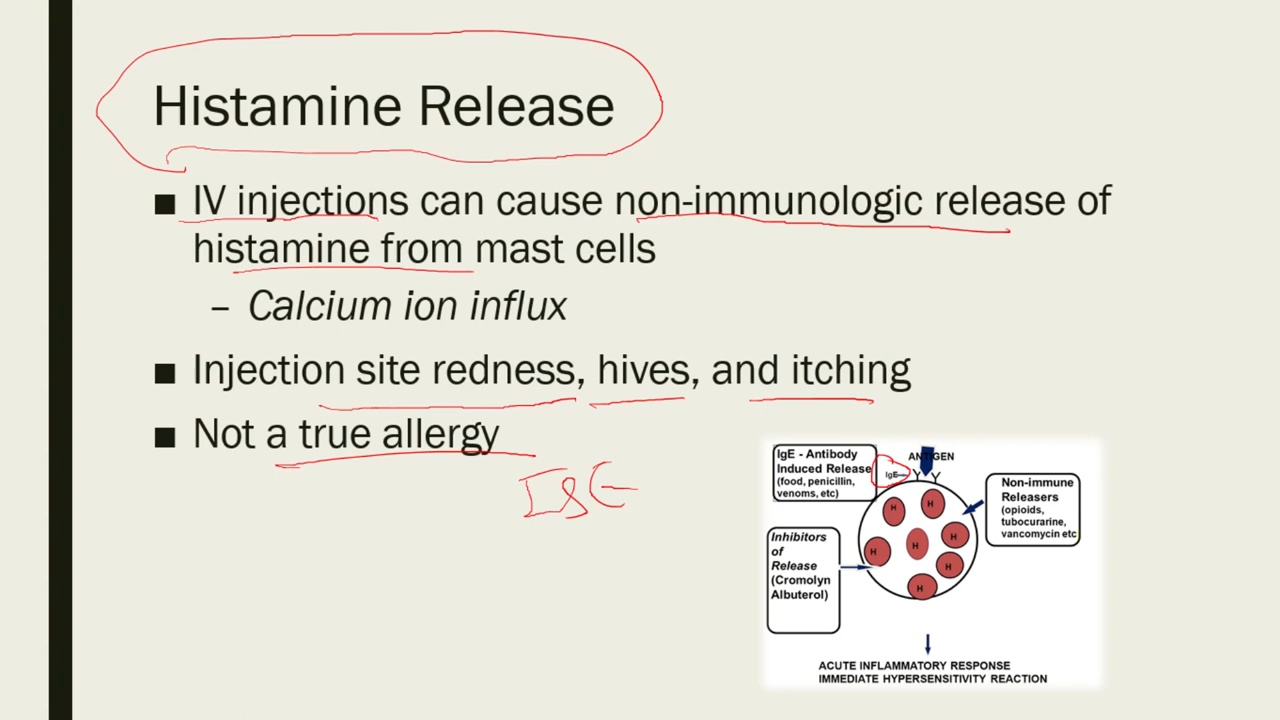 Histamine Release
■ IV injections can cause non-immunologic release of
histamine from mast cells
– Calcium ion influx
■ Injection site redness, hives, and itching
■ Not a true allergy
IgE
IgE - Antibody
Induced Release
(food, penicillin,
venoms, etc)
IgE
ANTIGEN
Non-immune
Releasers
(opioids,
tubocurarine,
vancomycin etc
Inhibitors
of
Release
(Cromolyn
Albuterol)
H
H
H
H
H
H
H
ACUTE INFLAMMATORY RESPONSE
IMMEDIATE HYPERSENSITIVITY REACTION